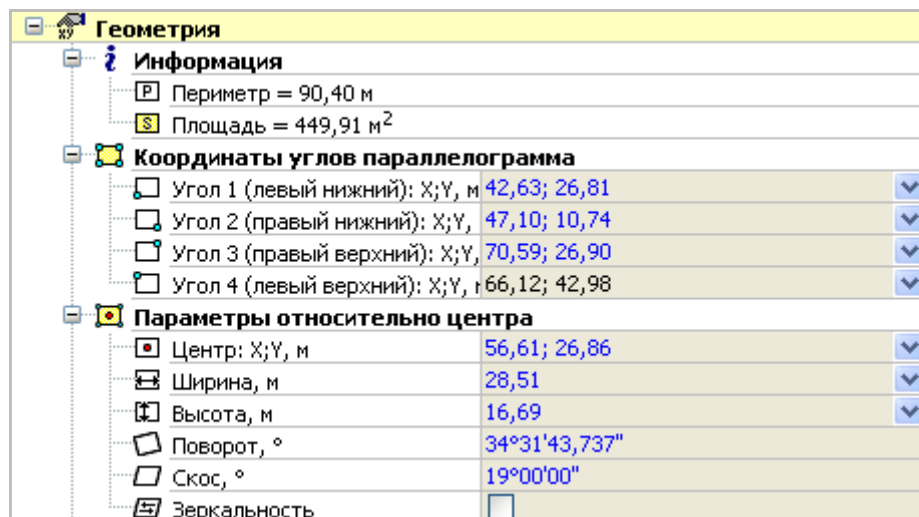 Геометрия
Информация
P Периметр = 90,40 м
S Площадь = 449,91 м²
Координаты углов параллелограмма
Угол 1 (левый нижний): X;Y, м 42,63; 26,81
Угол 2 (правый нижний): X;Y, 47,10; 10,74
Угол 3 (правый верхний): X;Y, 70,59; 26,90
Угол 4 (левый верхний): X;Y, 66,12; 42,98
Параметры относительно центра
Центр: X;Y, м 56,61; 26,86
Ширина, м 28,51
Высота, м 16,69
Поворот, ° 34°31'43,737"
Скос, ° 19°00'00"
Зеркальность